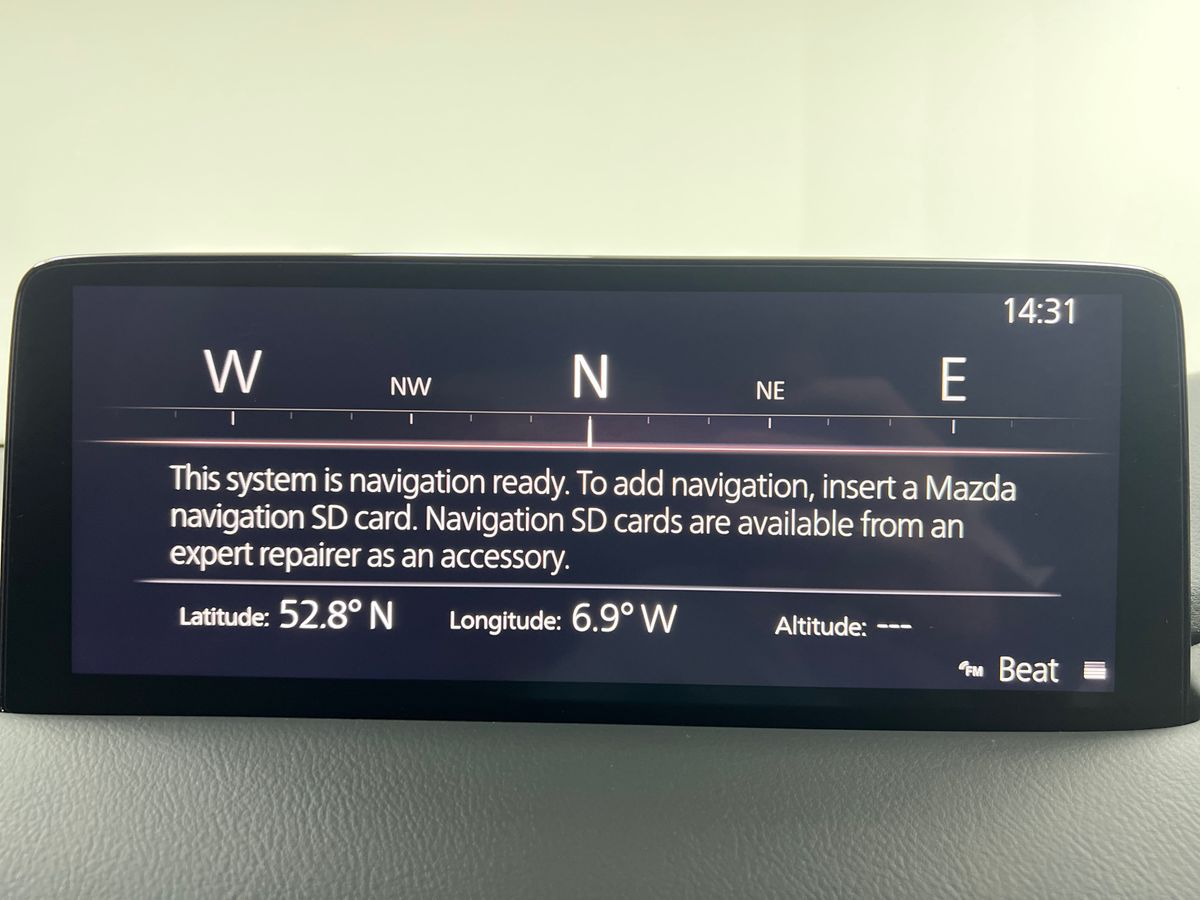 14:31
W NW N NE E
This system is navigation ready. To add navigation, insert a Mazda
navigation SD card. Navigation SD cards are available from an
expert repairer as an accessory.
Latitude: 52.8° N Longitude: 6.9° W Altitude: ---
FM Beat